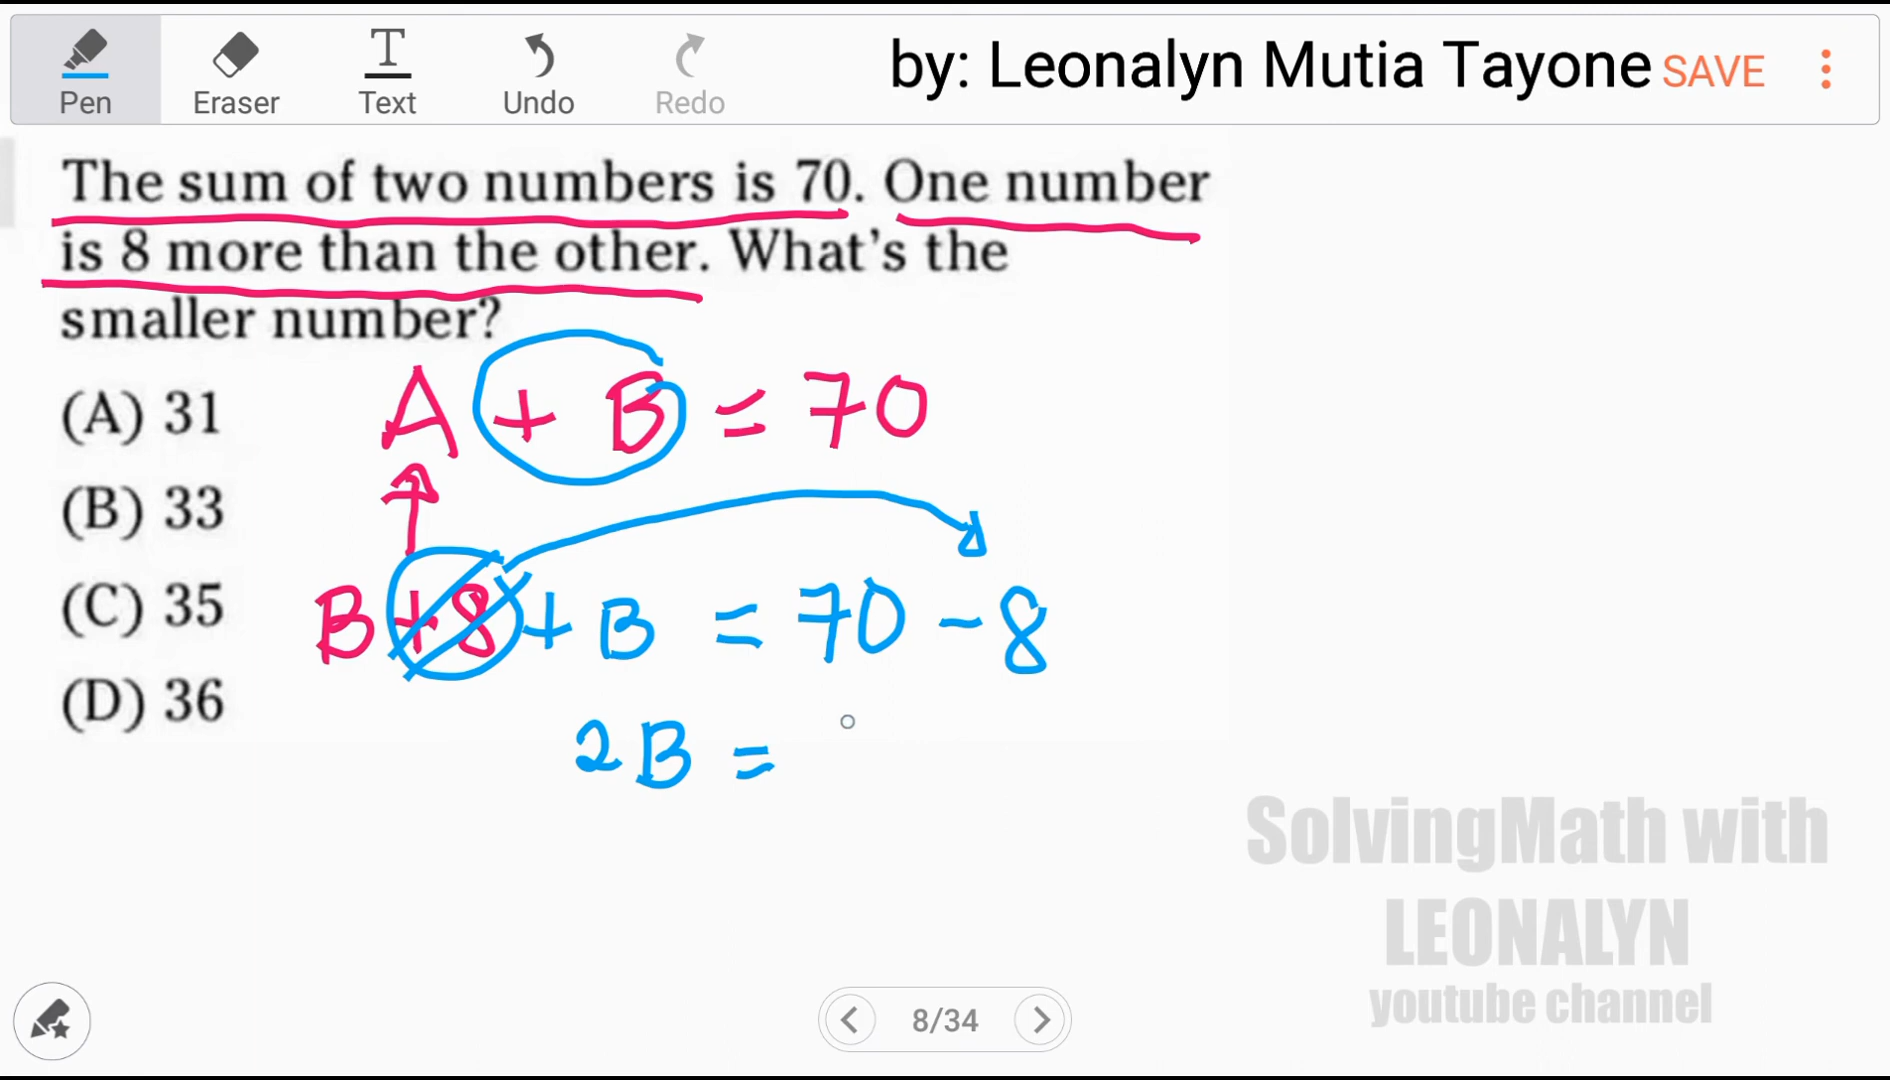 Pen Eraser Text Undo Redo by: Leonalyn Mutia Tayone SAVE
The sum of two numbers is 70. One number
is 8 more than the other. What's the
smaller number?
(A) 31
(B) 33
(C) 35
(D) 36
A + B = 70
B + 8 + B = 70 - 8
2B =
SolvingMath with
LEONALYN
youtube channel
8/34